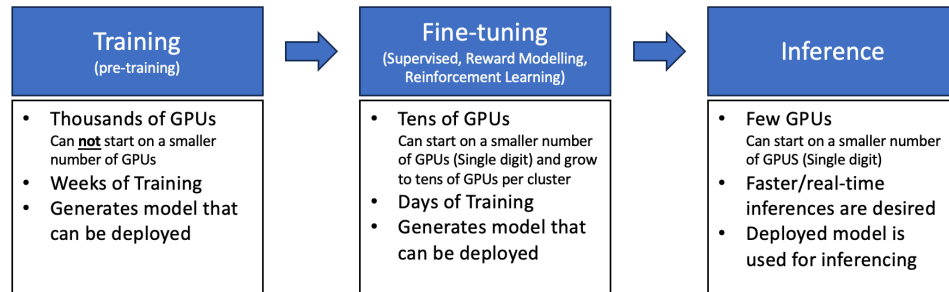 Training
(pre-training)
• Thousands of GPUs
Can not start on a smaller
number of GPUs
• Weeks of Training
• Generates model that
can be deployed
Fine-tuning
(Supervised, Reward Modelling,
Reinforcement Learning)
• Tens of GPUs
Can start on a smaller number
of GPUs (Single digit) and grow
to tens of GPUs per cluster
• Days of Training
• Generates model that
can be deployed
Inference
• Few GPUs
Can start on a smaller number
of GPUS (Single digit)
• Faster/real-time
inferences are desired
• Deployed model is
used for inferencing